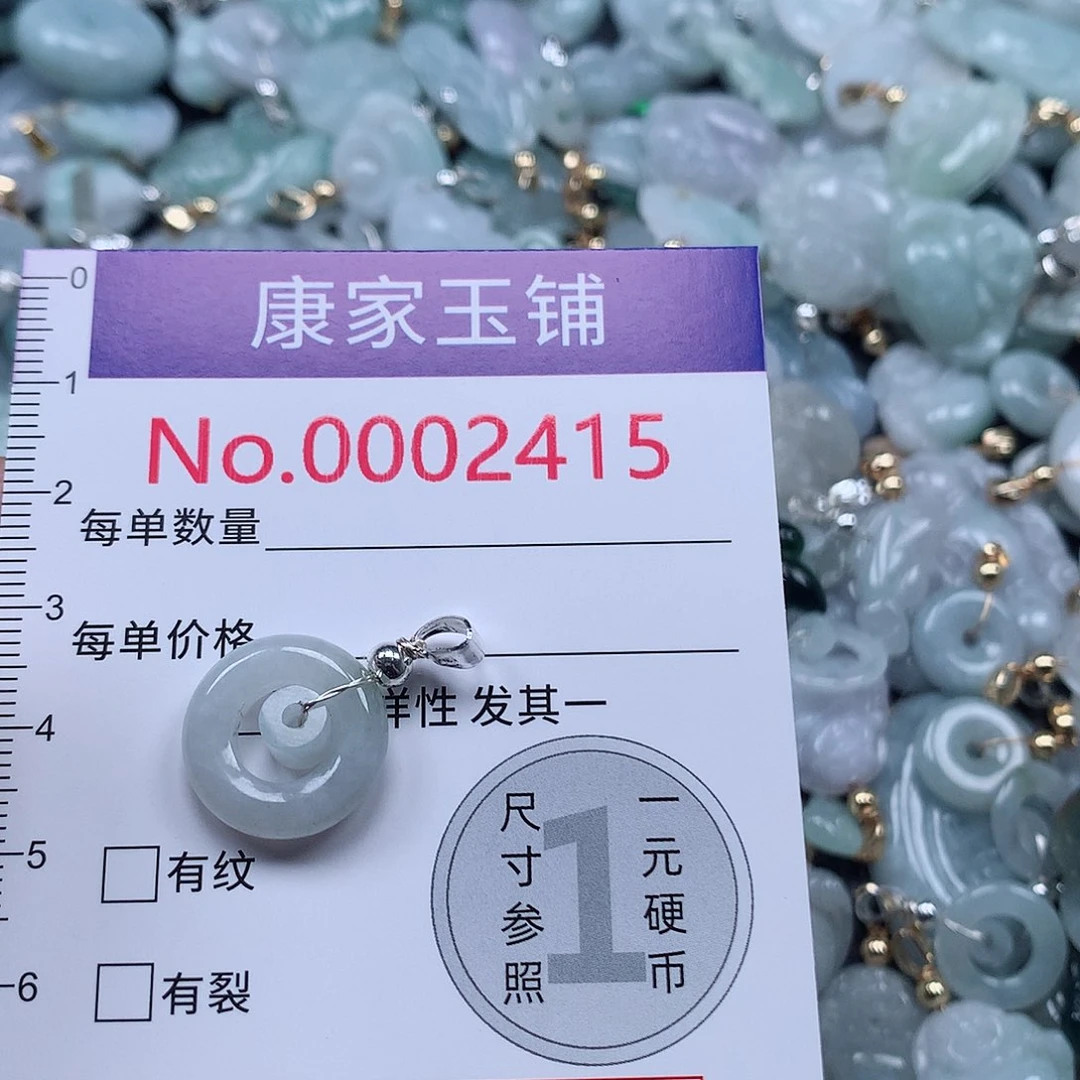 0
康家玉铺
1
No.0002415
2
每单数量
3
每单价格
样性 发其一
4
尺寸参照
1
一元硬币
5
有纹
6
有裂